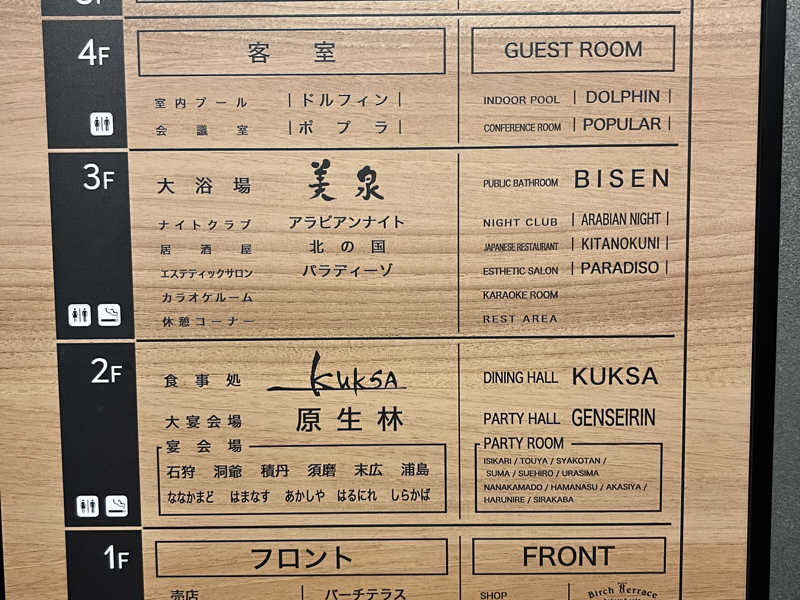 4F
客室
GUEST ROOM
室内プール | ドルフィン |
INDOOR POOL | DOLPHIN |
会議室 | ポプラ |
CONFERENCE ROOM | POPULAR |
3F
大浴場 美泉
PUBLIC BATHROOM BISEN
ナイトクラブ アラビアンナイト
NIGHT CLUB | ARABIAN NIGHT |
居酒屋 北の国
JAPANESE RESTAURANT | KITANOKUNI |
エステティックサロン パラディーゾ
ESTHETIC SALON | PARADISO |
カラオケルーム
KARAOKE ROOM
休憩コーナー
REST AREA
2F
食事処 KUKSA
DINING HALL KUKSA
大宴会場 原生林
PARTY HALL GENSEIRIN
宴会場
石狩 洞爺 積丹 須磨 末広 浦島
ななかまど はまなす あかしや はるにれ しらかば
PARTY ROOM
ISIKARI / TOUYA / SYAKOTAN /
SUMA / SUEHIRO / URASIMA
NANAKAMADO / HAMANASU / AKASIYA /
HARUNIRE / SIRAKABA
1F
フロント
FRONT
売店 バーチテラス
SHOP Birch Terrace